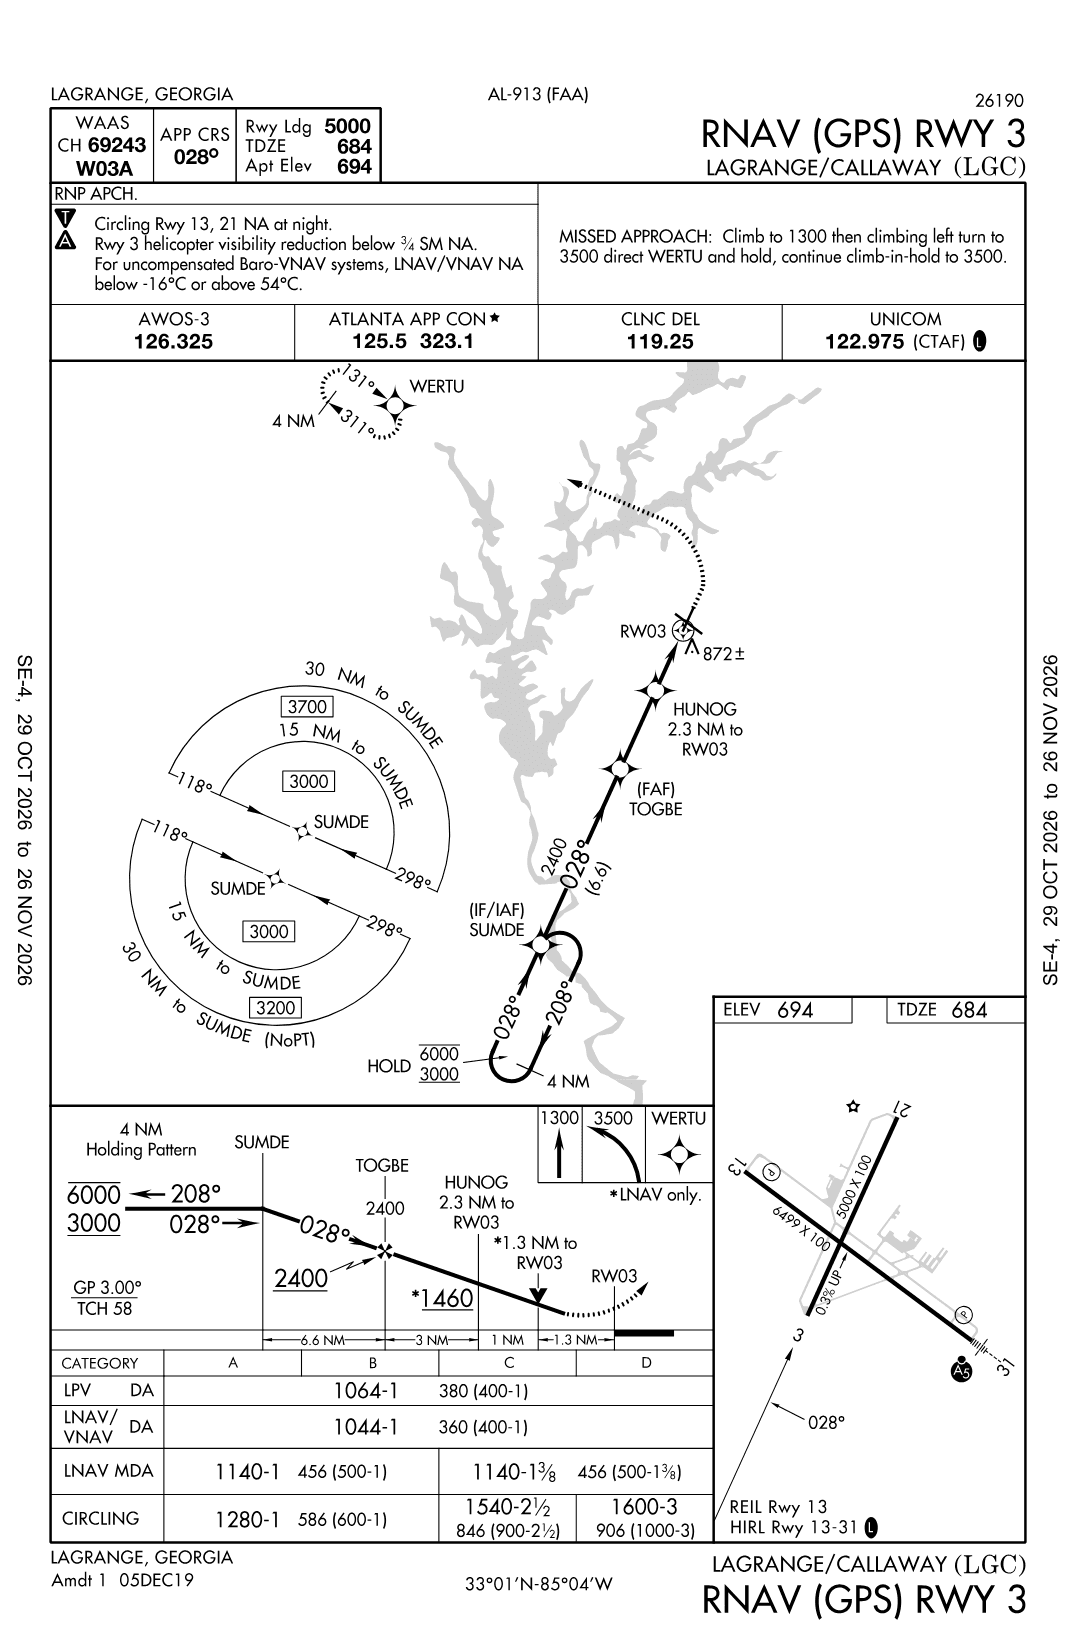 LAGRANGE, GEORGIA
AL-913 (FAA)
26190
WAAS
CH 69243
W03A
APP CRS
028°
Rwy Ldg 5000
TDZE 684
Apt Elev 694
RNAV (GPS) RWY 3
LAGRANGE/CALLAWAY (LGC)
RNP APCH.
T
A
Circling Rwy 13, 21 NA at night.
Rwy 3 helicopter visibility reduction below ¾ SM NA.
For uncompensated Baro-VNAV systems, LNAV/VNAV NA
below -16°C or above 54°C.
MISSED APPROACH: Climb to 1300 then climbing left turn to
3500 direct WERTU and hold, continue climb-in-hold to 3500.
AWOS-3
126.325
ATLANTA APP CON ★
125.5 323.1
CLNC DEL
119.25
UNICOM
122.975 (CTAF) L
131°
WERTU
4 NM
311°
RW03
872±
HUNOG
2.3 NM to
RW03
(FAF)
TOGBE
2400
028°
(6.6)
(IF/IAF)
SUMDE
028°
208°
HOLD
6000
3000
4 NM
30 NM to SUMDE
3700
15 NM to SUMDE
3000
118°
SUMDE
298°
118°
SUMDE
298°
3000
15 NM to SUMDE
3200
30 NM to SUMDE (NoPT)
SE-4, 29 OCT 2026 to 26 NOV 2026
SE-4, 29 OCT 2026 to 26 NOV 2026
ELEV 694
TDZE 684
21
13
P
5000 X 100
6499 X 100
0.3% UP
P
3
A5
31
028°
REIL Rwy 13
HIRL Rwy 13-31 L
4 NM
Holding Pattern
SUMDE
TOGBE
2400
HUNOG
2.3 NM to
RW03
1300
3500
WERTU
*LNAV only.
6000
208°
3000
028°
028°
*1.3 NM to
RW03
RW03
2400
*1460
GP 3.00°
TCH 58
6.6 NM
3 NM
1 NM
1.3 NM
CATEGORY
A
B
C
D
LPV DA
1064-1 380 (400-1)
LNAV/
VNAV DA
1044-1 360 (400-1)
LNAV MDA
1140-1 456 (500-1)
1140-1⅜ 456 (500-1⅜)
CIRCLING
1280-1 586 (600-1)
1540-2½
846 (900-2½)
1600-3
906 (1000-3)
LAGRANGE, GEORGIA
Amdt 1 05DEC19
33°01'N-85°04'W
LAGRANGE/CALLAWAY (LGC)
RNAV (GPS) RWY 3